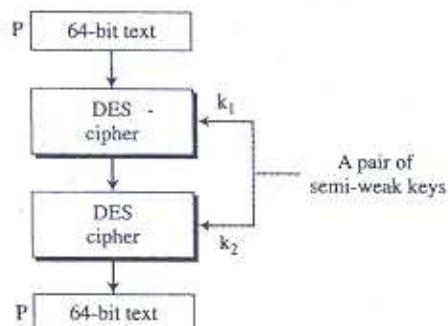 P 64-bit text
DES -
cipher
k1
A pair of
semi-weak keys
DES
cipher
k2
P 64-bit text